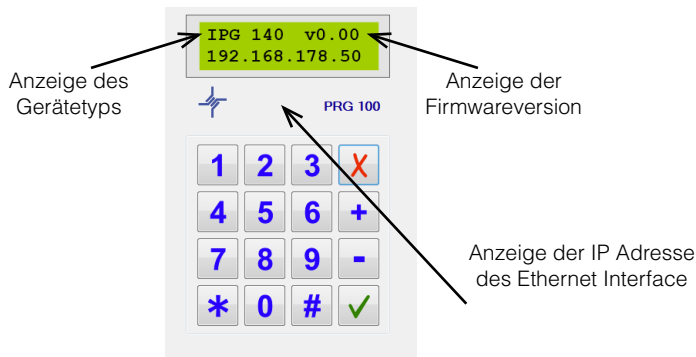 IPG 140 v0.00
192.168.178.50
Anzeige des
Gerätetyps
Anzeige der
Firmwareversion
PRG 100
1 2 3 X
4 5 6 +
7 8 9 -
* 0 # ✓
Anzeige der IP Adresse
des Ethernet Interface